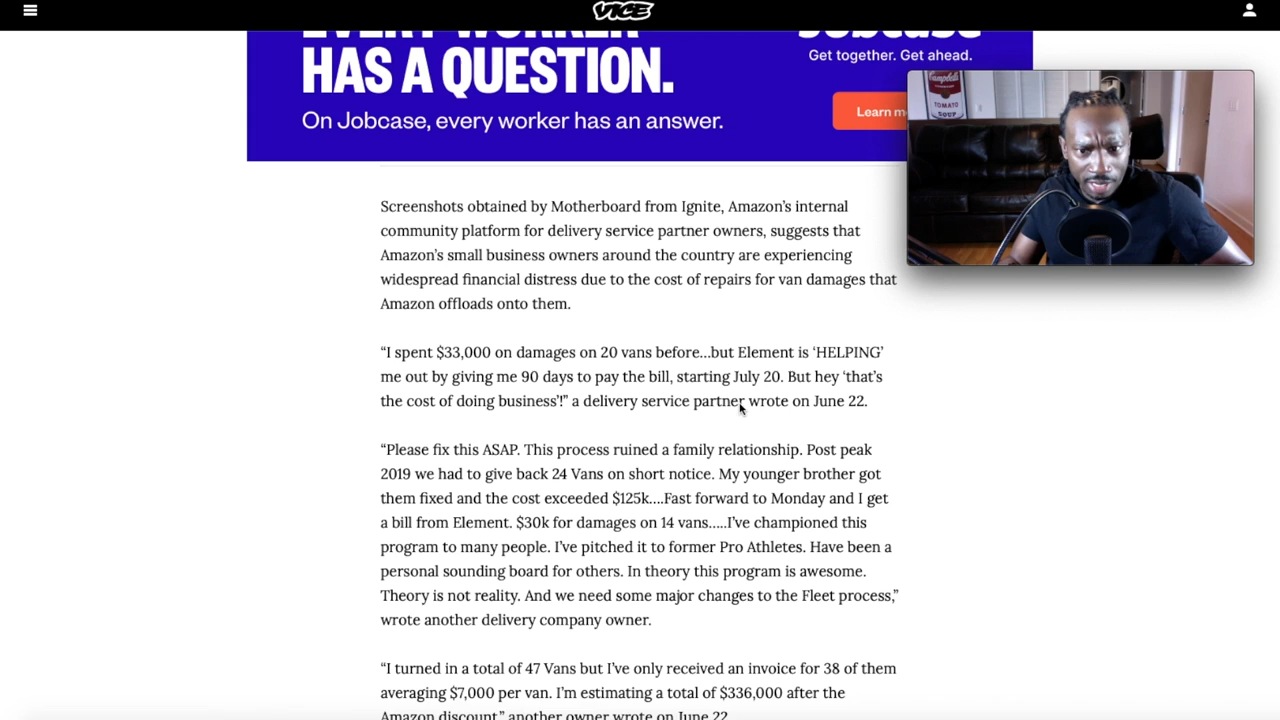 VICE
EVERY WORKER
HAS A QUESTION.
On Jobcase, every worker has an answer.
Jobcase
Get together. Get ahead.
Learn m
Campbell's
TOMATO
SOUP
Screenshots obtained by Motherboard from Ignite, Amazon’s internal
community platform for delivery service partner owners, suggests that
Amazon’s small business owners around the country are experiencing
widespread financial distress due to the cost of repairs for van damages that
Amazon offloads onto them.
“I spent $33,000 on damages on 20 vans before...but Element is ‘HELPING’
me out by giving me 90 days to pay the bill, starting July 20. But hey ‘that’s
the cost of doing business’!” a delivery service partner wrote on June 22.
“Please fix this ASAP. This process ruined a family relationship. Post peak
2019 we had to give back 24 Vans on short notice. My younger brother got
them fixed and the cost exceeded $125k....Fast forward to Monday and I get
a bill from Element. $30k for damages on 14 vans.....I’ve championed this
program to many people. I’ve pitched it to former Pro Athletes. Have been a
personal sounding board for others. In theory this program is awesome.
Theory is not reality. And we need some major changes to the Fleet process,”
wrote another delivery company owner.
“I turned in a total of 47 Vans but I’ve only received an invoice for 38 of them
averaging $7,000 per van. I’m estimating a total of $336,000 after the
Amazon discount,” another owner wrote on June 22.